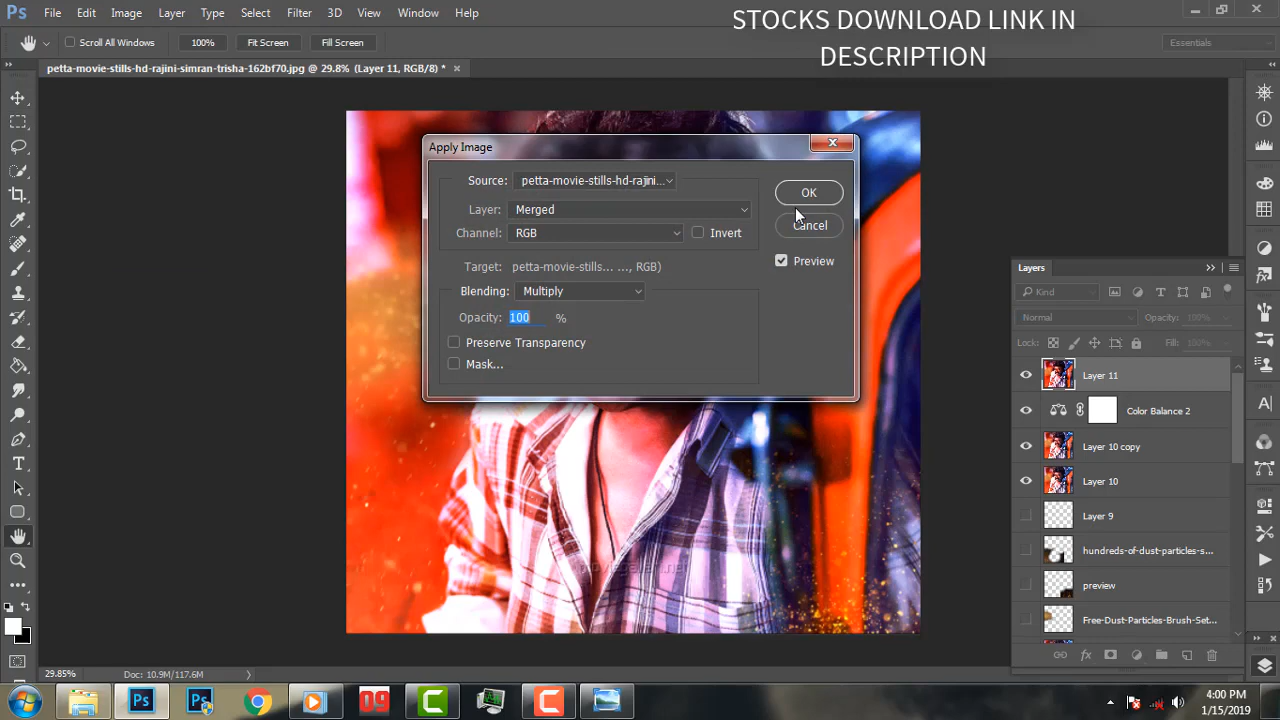 Ps File Edit Image Layer Type Select Filter 3D View Window Help
STOCKS DOWNLOAD LINK IN
DESCRIPTION
Scroll All Windows 100% Fit Screen Fill Screen Essentials
petta-movie-stills-hd-rajini-simran-trisha-162bf70.jpg @ 29.8% (Layer 11, RGB/8) * ×
Apply Image
Source: petta-movie-stills-hd-rajini...
OK
Layer: Merged
Cancel
Channel: RGB Invert
Preview
Target: petta-movie-stills... ..., RGB)
Blending: Multiply
Opacity: 100 %
Preserve Transparency
Mask...
Layers
Kind
Normal Opacity: 100%
Lock: Fill: 100%
Layer 11
Color Balance 2
Layer 10 copy
Layer 10
Layer 9
hundreds-of-dust-particles-s...
preview
Free-Dust-Particles-Brush-Set...
29.85% Doc: 10.9M/117.6M
4:00 PM
1/15/2019